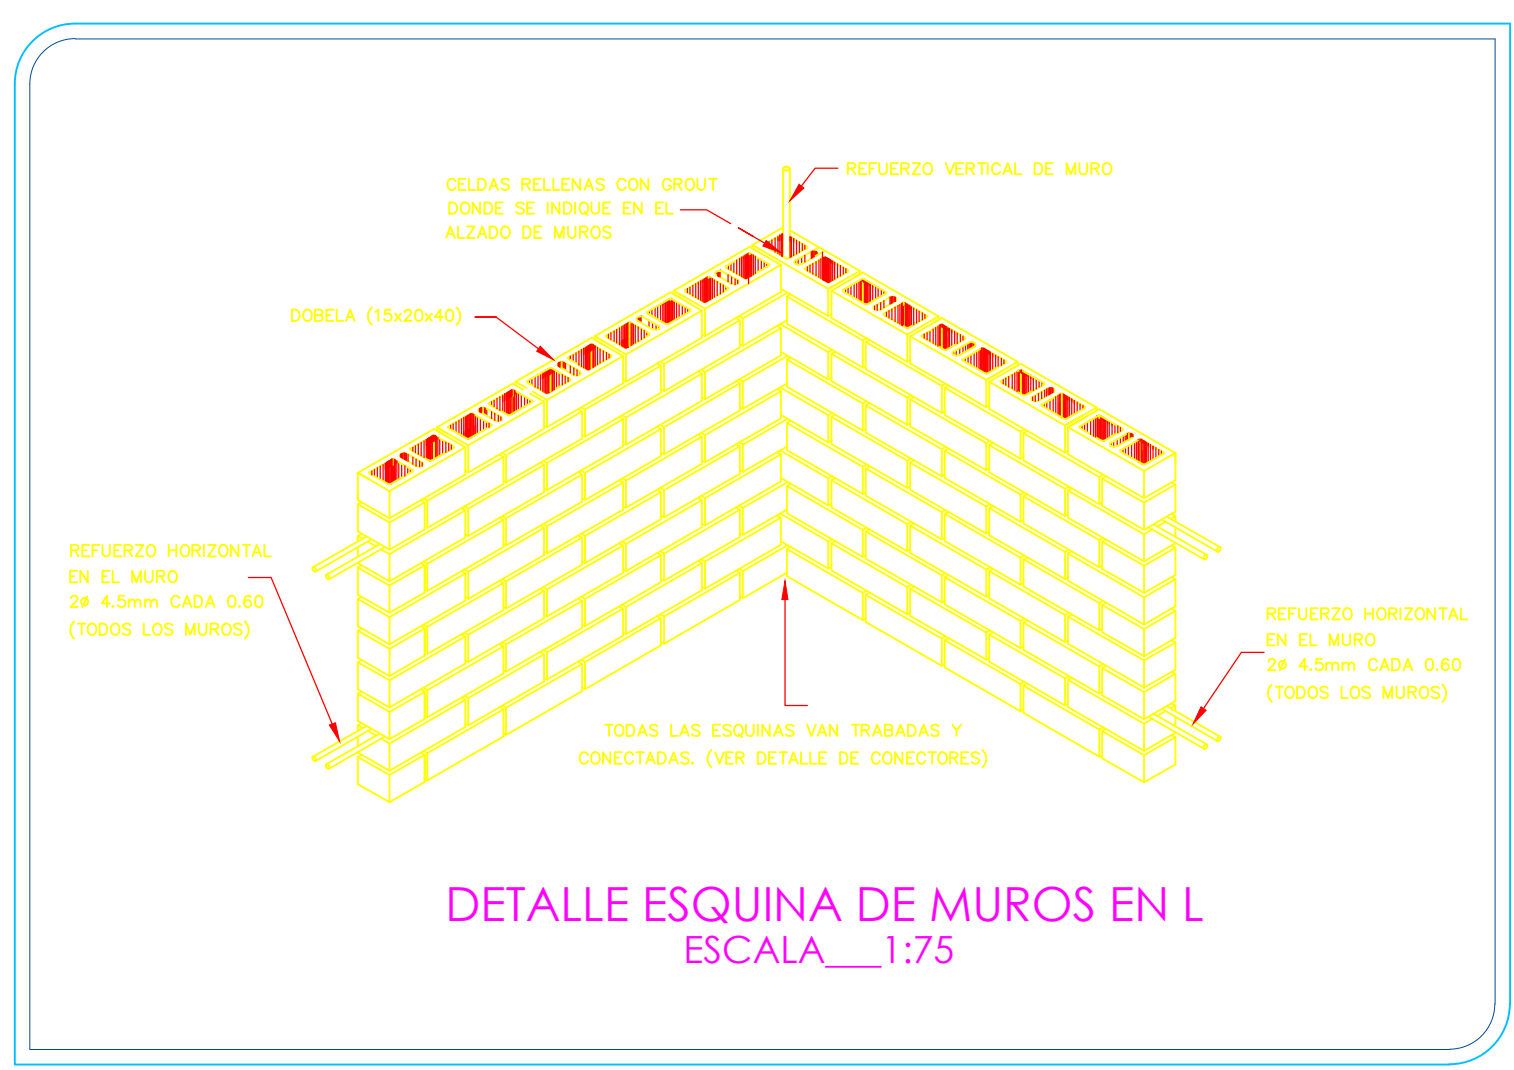 REFUERZO VERTICAL DE MURO
CELDAS RELLENAS CON GROUT
DONDE SE INDIQUE EN EL
ALZADO DE MUROS
DOBELA (15x20x40)
REFUERZO HORIZONTAL
EN EL MURO
2ø 4.5mm CADA 0.60
(TODOS LOS MUROS)
REFUERZO HORIZONTAL
EN EL MURO
2ø 4.5mm CADA 0.60
(TODOS LOS MUROS)
TODAS LAS ESQUINAS VAN TRABADAS Y
CONECTADAS. (VER DETALLE DE CONECTORES)
DETALLE ESQUINA DE MUROS EN L
ESCALA___1:75